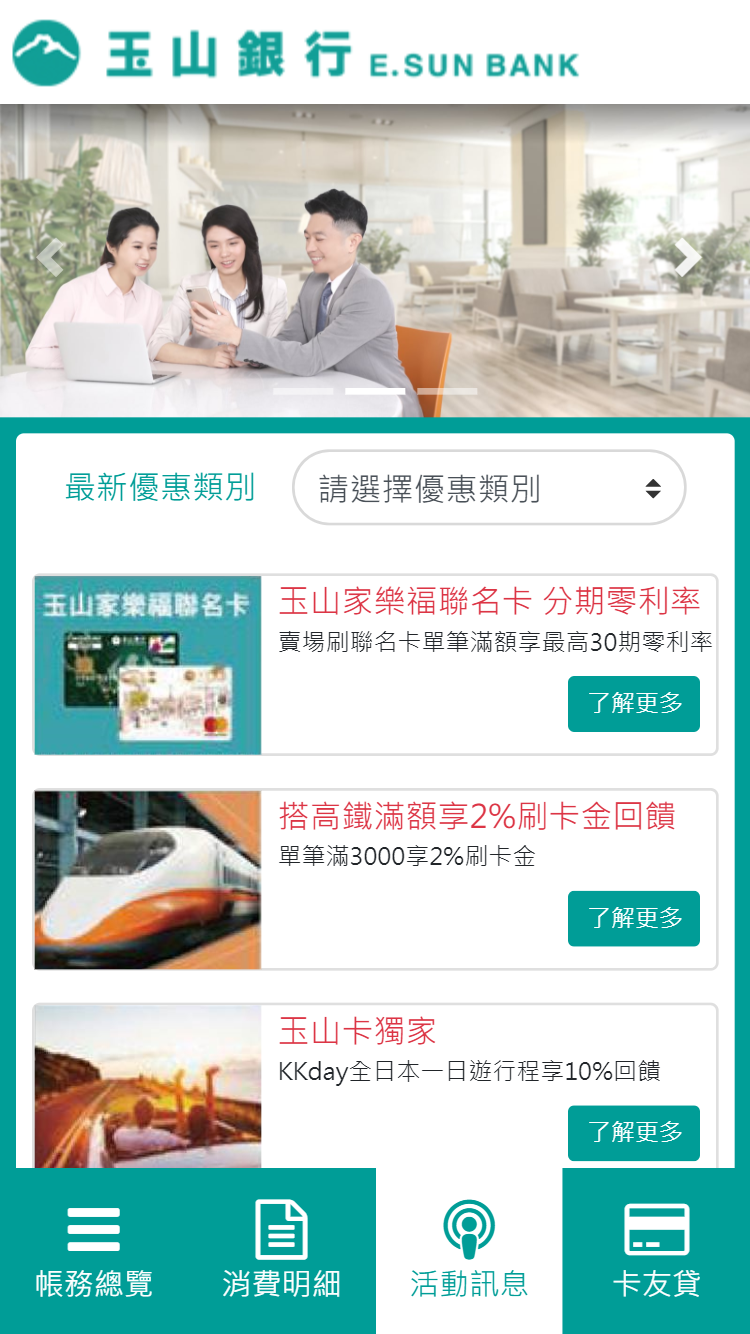 玉山銀行 E.SUN BANK
最新優惠類別
請選擇優惠類別
玉山家樂福聯名卡
玉山家樂福聯名卡 分期零利率
賣場刷聯名卡單筆滿額享最高30期零利率
了解更多
搭高鐵滿額享2%刷卡金回饋
單筆滿3000享2%刷卡金
了解更多
玉山卡獨家
KKday全日本一日遊行程享10%回饋
了解更多
帳務總覽
消費明細
活動訊息
卡友貸